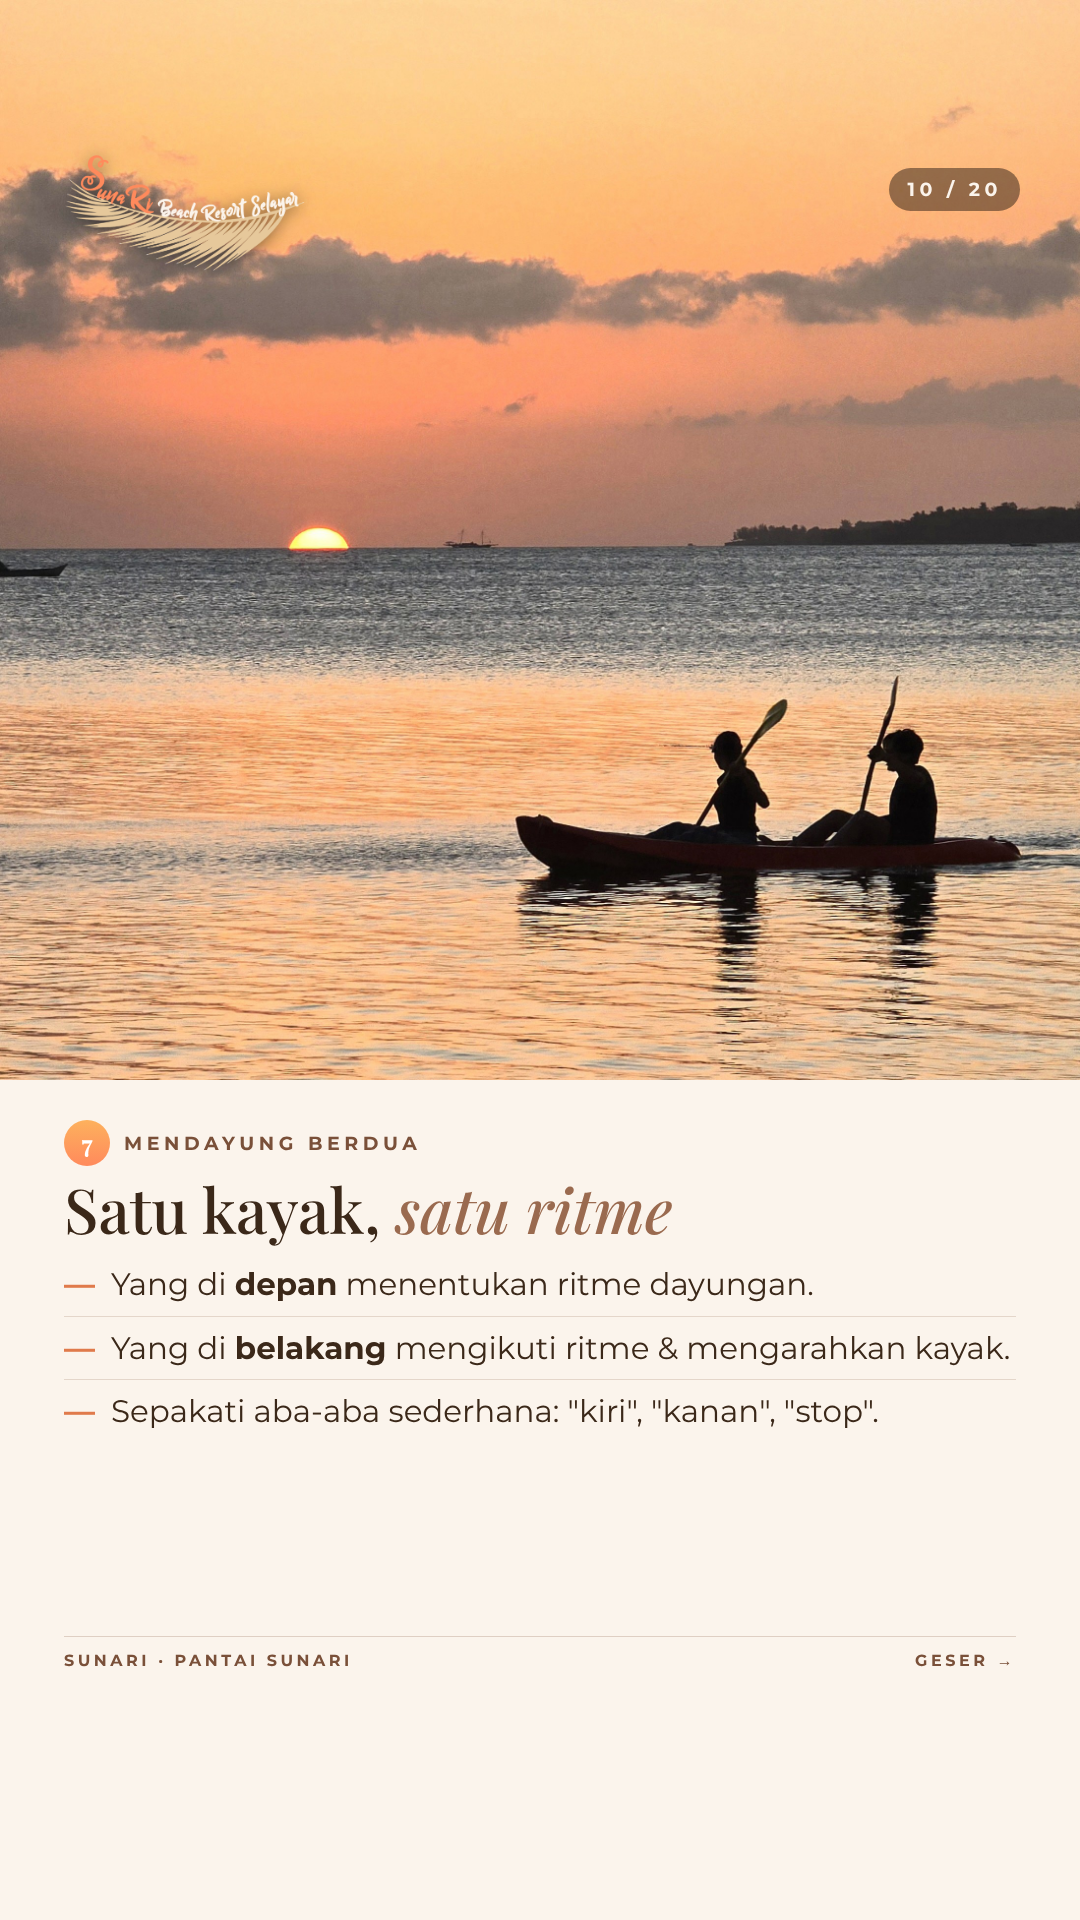 SunaRi Beach Resort Selayar
10 / 20
7 MENDAYUNG BERDUA
Satu kayak, satu ritme
— Yang di depan menentukan ritme dayungan.
— Yang di belakang mengikuti ritme & mengarahkan kayak.
— Sepakati aba-aba sederhana: "kiri", "kanan", "stop".
SUNARI · PANTAI SUNARI
GESER →